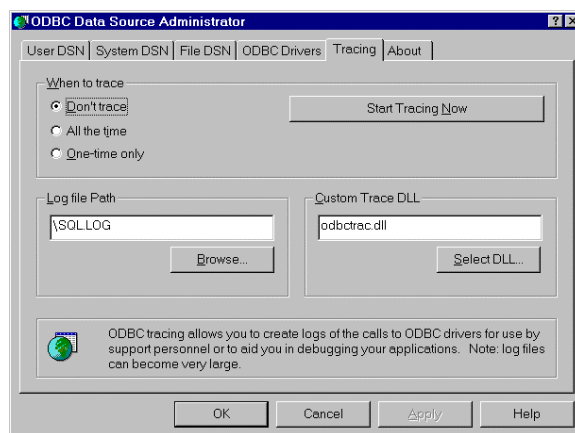 ODBC Data Source Administrator
User DSN System DSN File DSN ODBC Drivers Tracing About
When to trace
Don't trace
Start Tracing Now
All the time
One-time only
Log file Path
Custom Trace DLL
\SQL.LOG
odbctrac.dll
Browse...
Select DLL...
ODBC tracing allows you to create logs of the calls to ODBC drivers for use by
support personnel or to aid you in debugging your applications. Note: log files
can become very large.
OK Cancel Apply Help